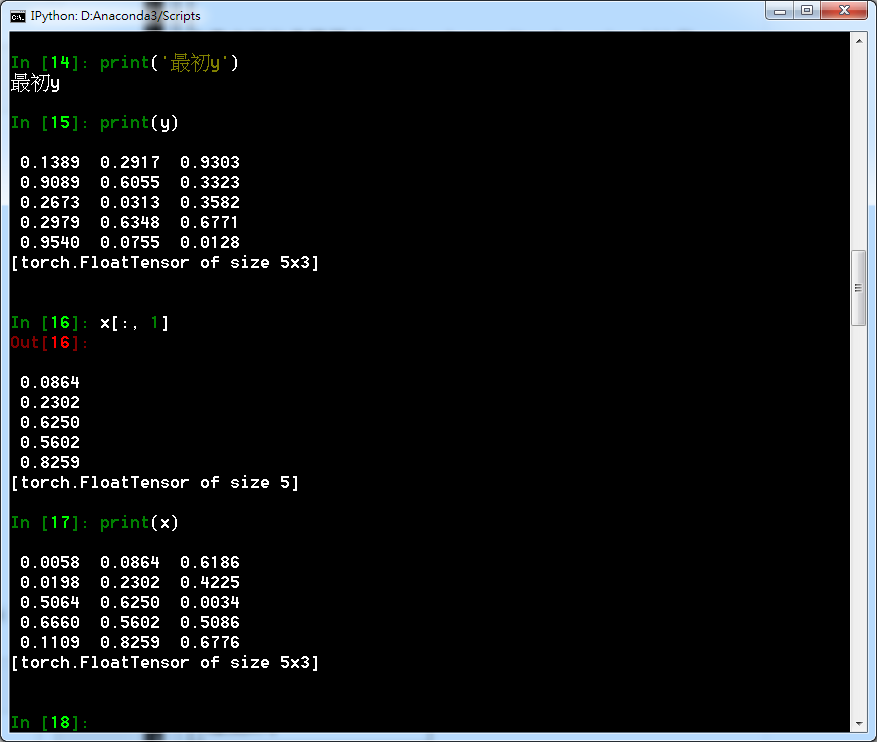 IPython: D:Anaconda3/Scripts
In [14]: print('最初y')
最初y
In [15]: print(y)
0.1389 0.2917 0.9303
0.9089 0.6055 0.3323
0.2673 0.0313 0.3582
0.2979 0.6348 0.6771
0.9540 0.0755 0.0128
[torch.FloatTensor of size 5x3]
In [16]: x[:, 1]
Out[16]:
0.0864
0.2302
0.6250
0.5602
0.8259
[torch.FloatTensor of size 5]
In [17]: print(x)
0.0058 0.0864 0.6186
0.0198 0.2302 0.4225
0.5064 0.6250 0.0034
0.6660 0.5602 0.5086
0.1109 0.8259 0.6776
[torch.FloatTensor of size 5x3]
In [18]: